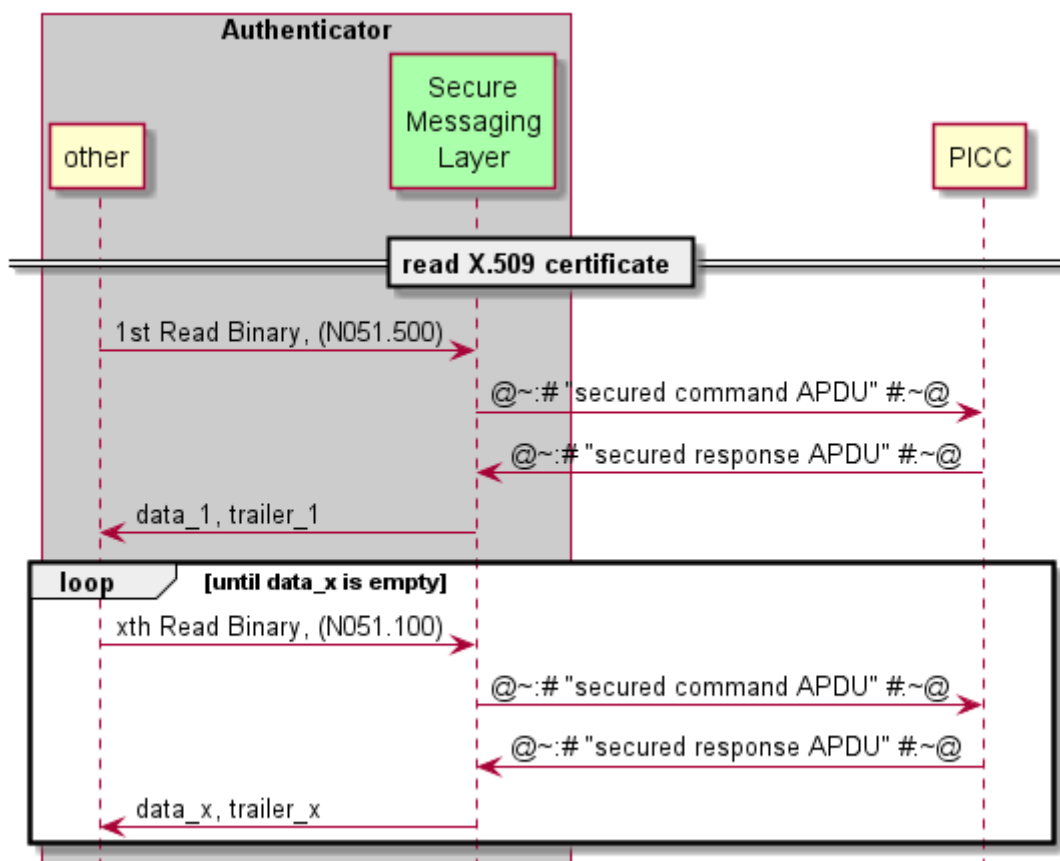 Authenticator
other
Secure
Messaging
Layer
PICC
read X.509 certificate
1st Read Binary, (N051.500)
@~:# "secured command APDU" #:~@
@~:# "secured response APDU" #:~@
data_1, trailer_1
loop [until data_x is empty]
xth Read Binary, (N051.100)
@~:# "secured command APDU" #:~@
@~:# "secured response APDU" #:~@
data_x, trailer_x